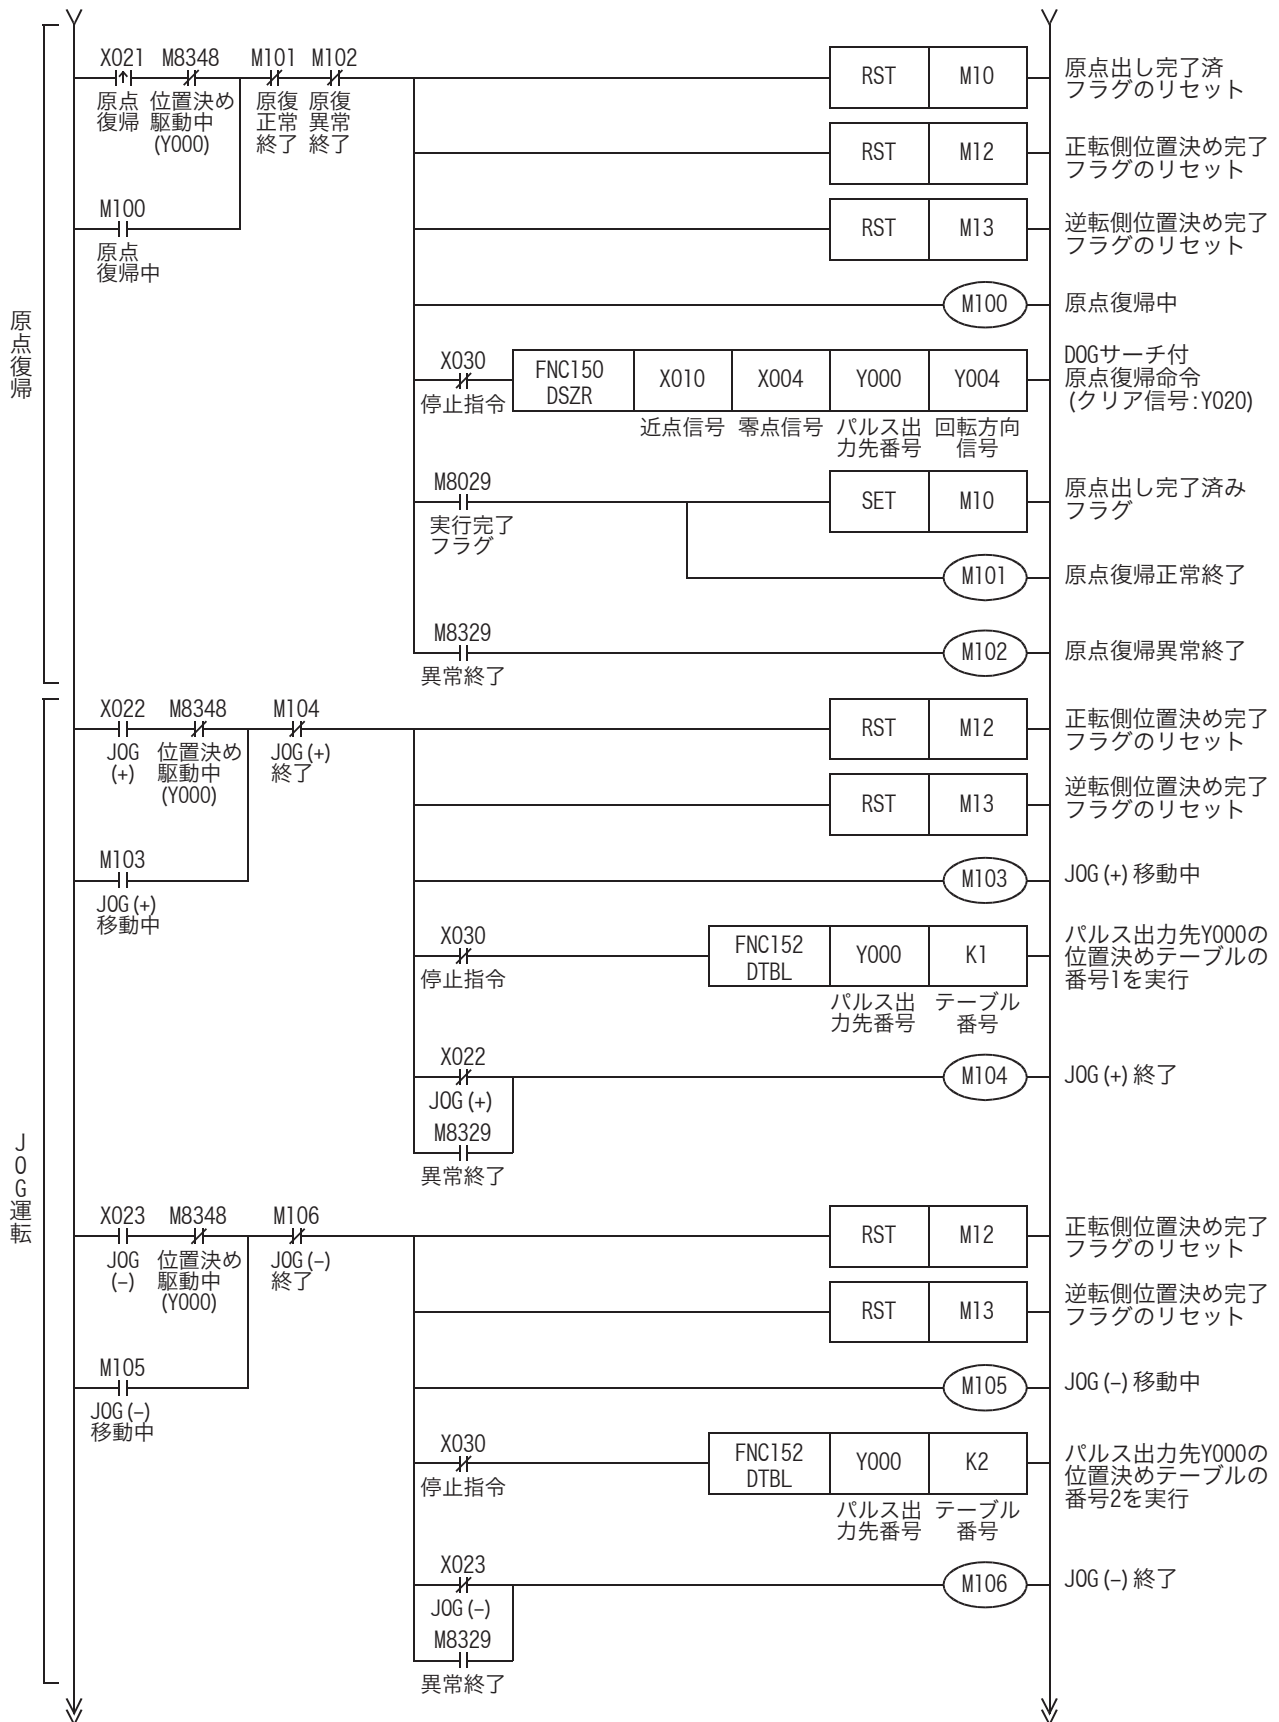 原点復帰
X021 M8348 M101 M102
原点
復帰
位置決め
駆動中
(Y000)
原復
正常
終了
原復
異常
終了
RST M10
原点出し完了済
フラグのリセット
RST M12
正転側位置決め完了
フラグのリセット
M100
原点
復帰中
RST M13
逆転側位置決め完了
フラグのリセット
M100
原点復帰中
X030
停止指令
FNC150
DSZR
X010 X004 Y000 Y004
近点信号
零点信号
パルス出
力先番号
回転方向
信号
DOGサーチ付
原点復帰命令
(クリア信号:Y020)
M8029
実行完了
フラグ
SET M10
原点出し完了済み
フラグ
M101
原点復帰正常終了
M8329
異常終了
M102
原点復帰異常終了
JOG運転
X022 M8348 M104
JOG
(+)
位置決め
駆動中
(Y000)
JOG(+)
終了
RST M12
正転側位置決め完了
フラグのリセット
RST M13
逆転側位置決め完了
フラグのリセット
M103
JOG(+)
移動中
M103
JOG(+)移動中
X030
停止指令
FNC152
DTBL
Y000 K1
パルス出
力先番号
テーブル
番号
パルス出力先Y000の
位置決めテーブルの
番号1を実行
X022
JOG(+)
M8329
異常終了
M104
JOG(+)終了
X023 M8348 M106
JOG
(−)
位置決め
駆動中
(Y000)
JOG(−)
終了
RST M12
正転側位置決め完了
フラグのリセット
RST M13
逆転側位置決め完了
フラグのリセット
M105
JOG(−)
移動中
M105
JOG(−)移動中
X030
停止指令
FNC152
DTBL
Y000 K2
パルス出
力先番号
テーブル
番号
パルス出力先Y000の
位置決めテーブルの
番号2を実行
X023
JOG(−)
M8329
異常終了
M106
JOG(−)終了